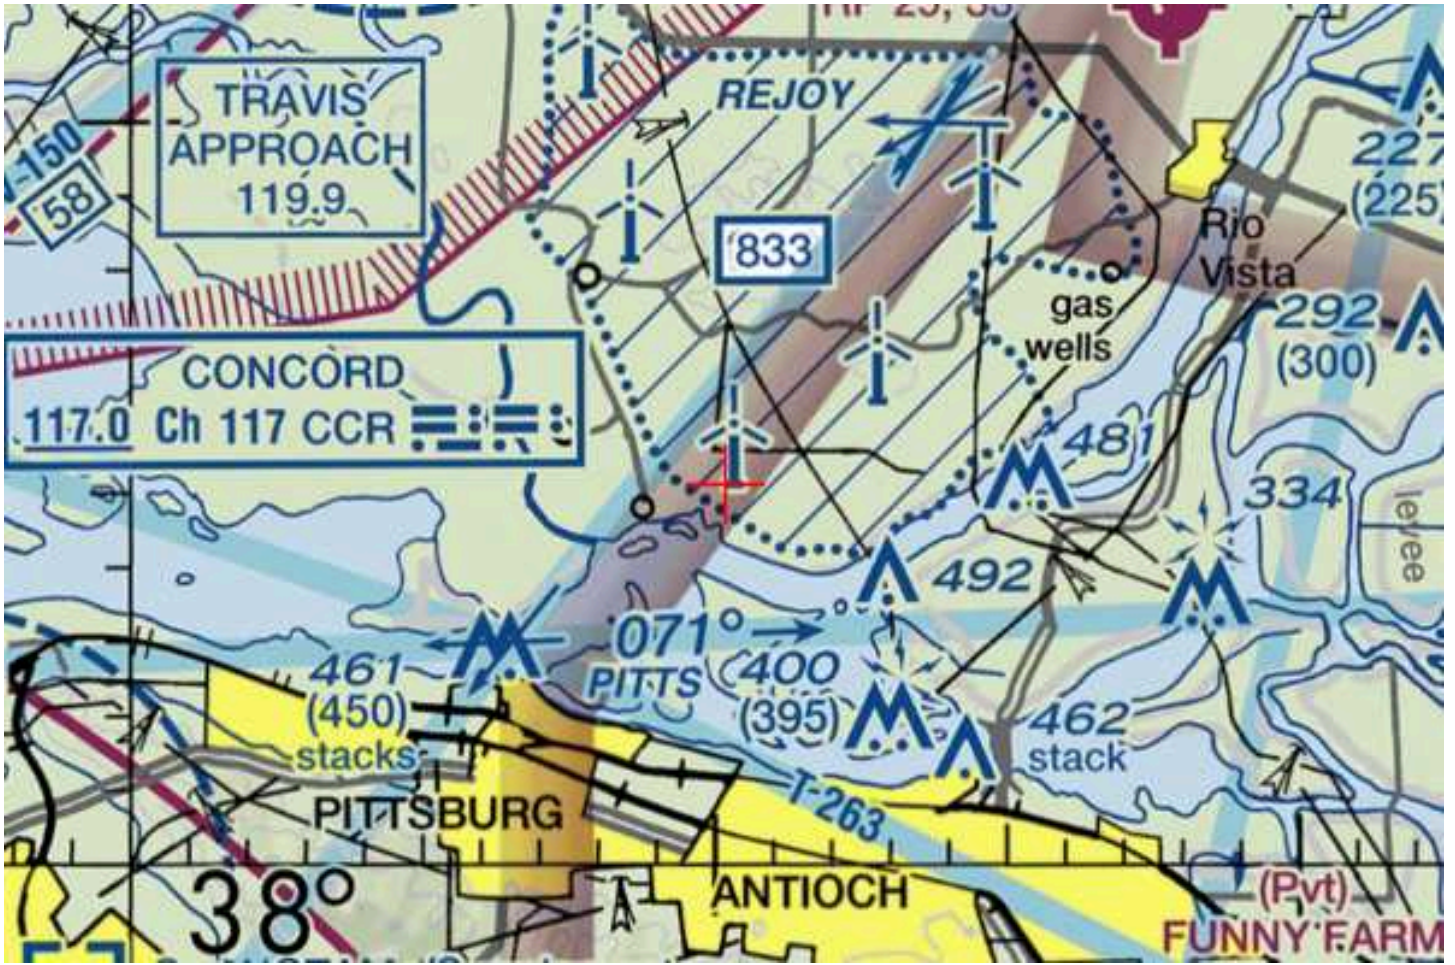 REJOY
TRAVIS
APPROACH
119.9
-150
58
833
227
(225)
Rio
Vista
gas
wells
292
(300)
CONCORD
117.0 Ch 117 CCR
481
334
levee
492
071°
PITTS
461
(450)
stacks
400
(395)
462
stack
T-263
PITTSBURG
38°
ANTIOCH
(Pvt)
FUNNY FARM